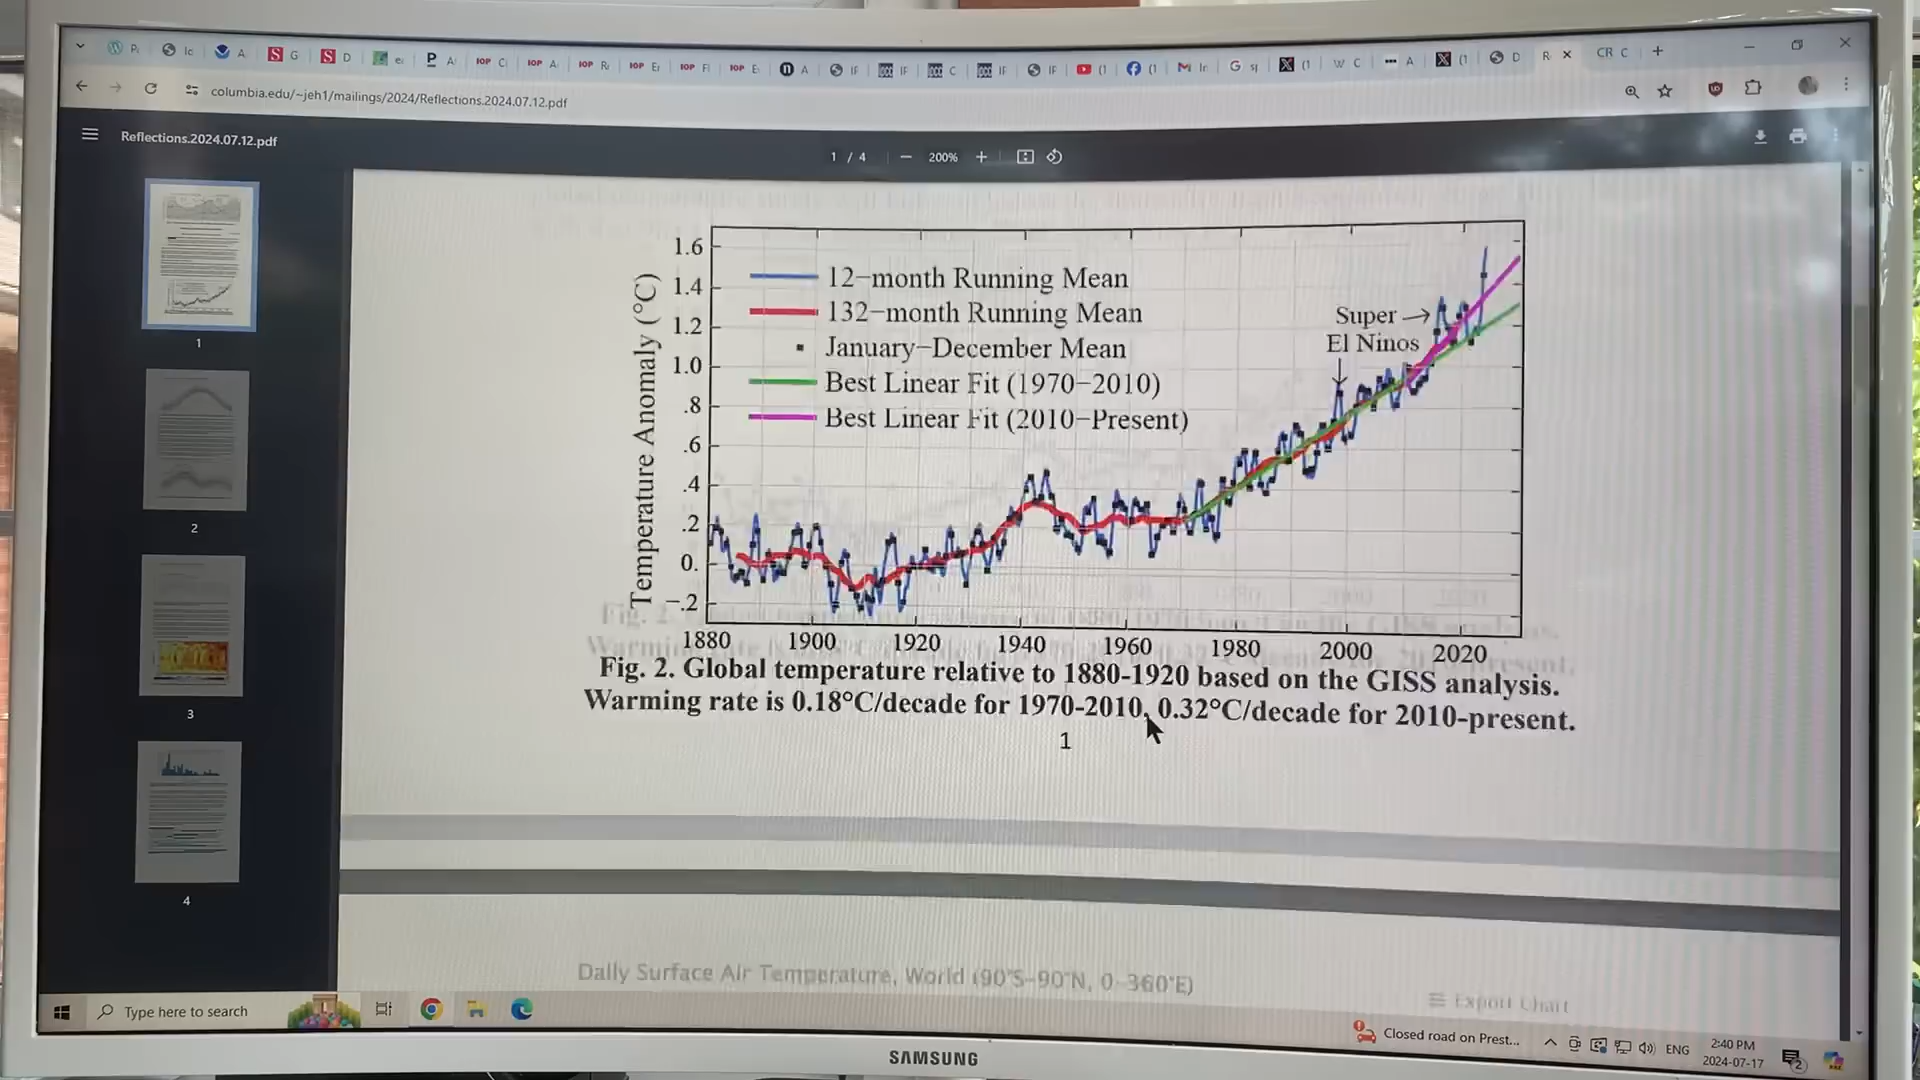 columbia.edu/~jeh1/mailings/2024/Reflections.2024.07.12.pdf
Reflections.2024.07.12.pdf
1 / 4
200%
1
2
3
4
Temperature Anomaly (°C)
1.6
1.4
1.2
1.0
.8
.6
.4
.2
0.
−.2
12−month Running Mean
132−month Running Mean
January−December Mean
Best Linear Fit (1970−2010)
Best Linear Fit (2010−Present)
Super
El Ninos
1880 1900 1920 1940 1960 1980 2000 2020
Fig. 2. Global temperature relative to 1880-1920 based on the GISS analysis.
Warming rate is 0.18°C/decade for 1970-2010, 0.32°C/decade for 2010-present.
1
Daily Surface Air Temperature, World (90°S–90°N, 0–360°E)
Export Chart
Type here to search
Closed road on Prest...
ENG
2:40 PM
2024-07-17
2
SAMSUNG